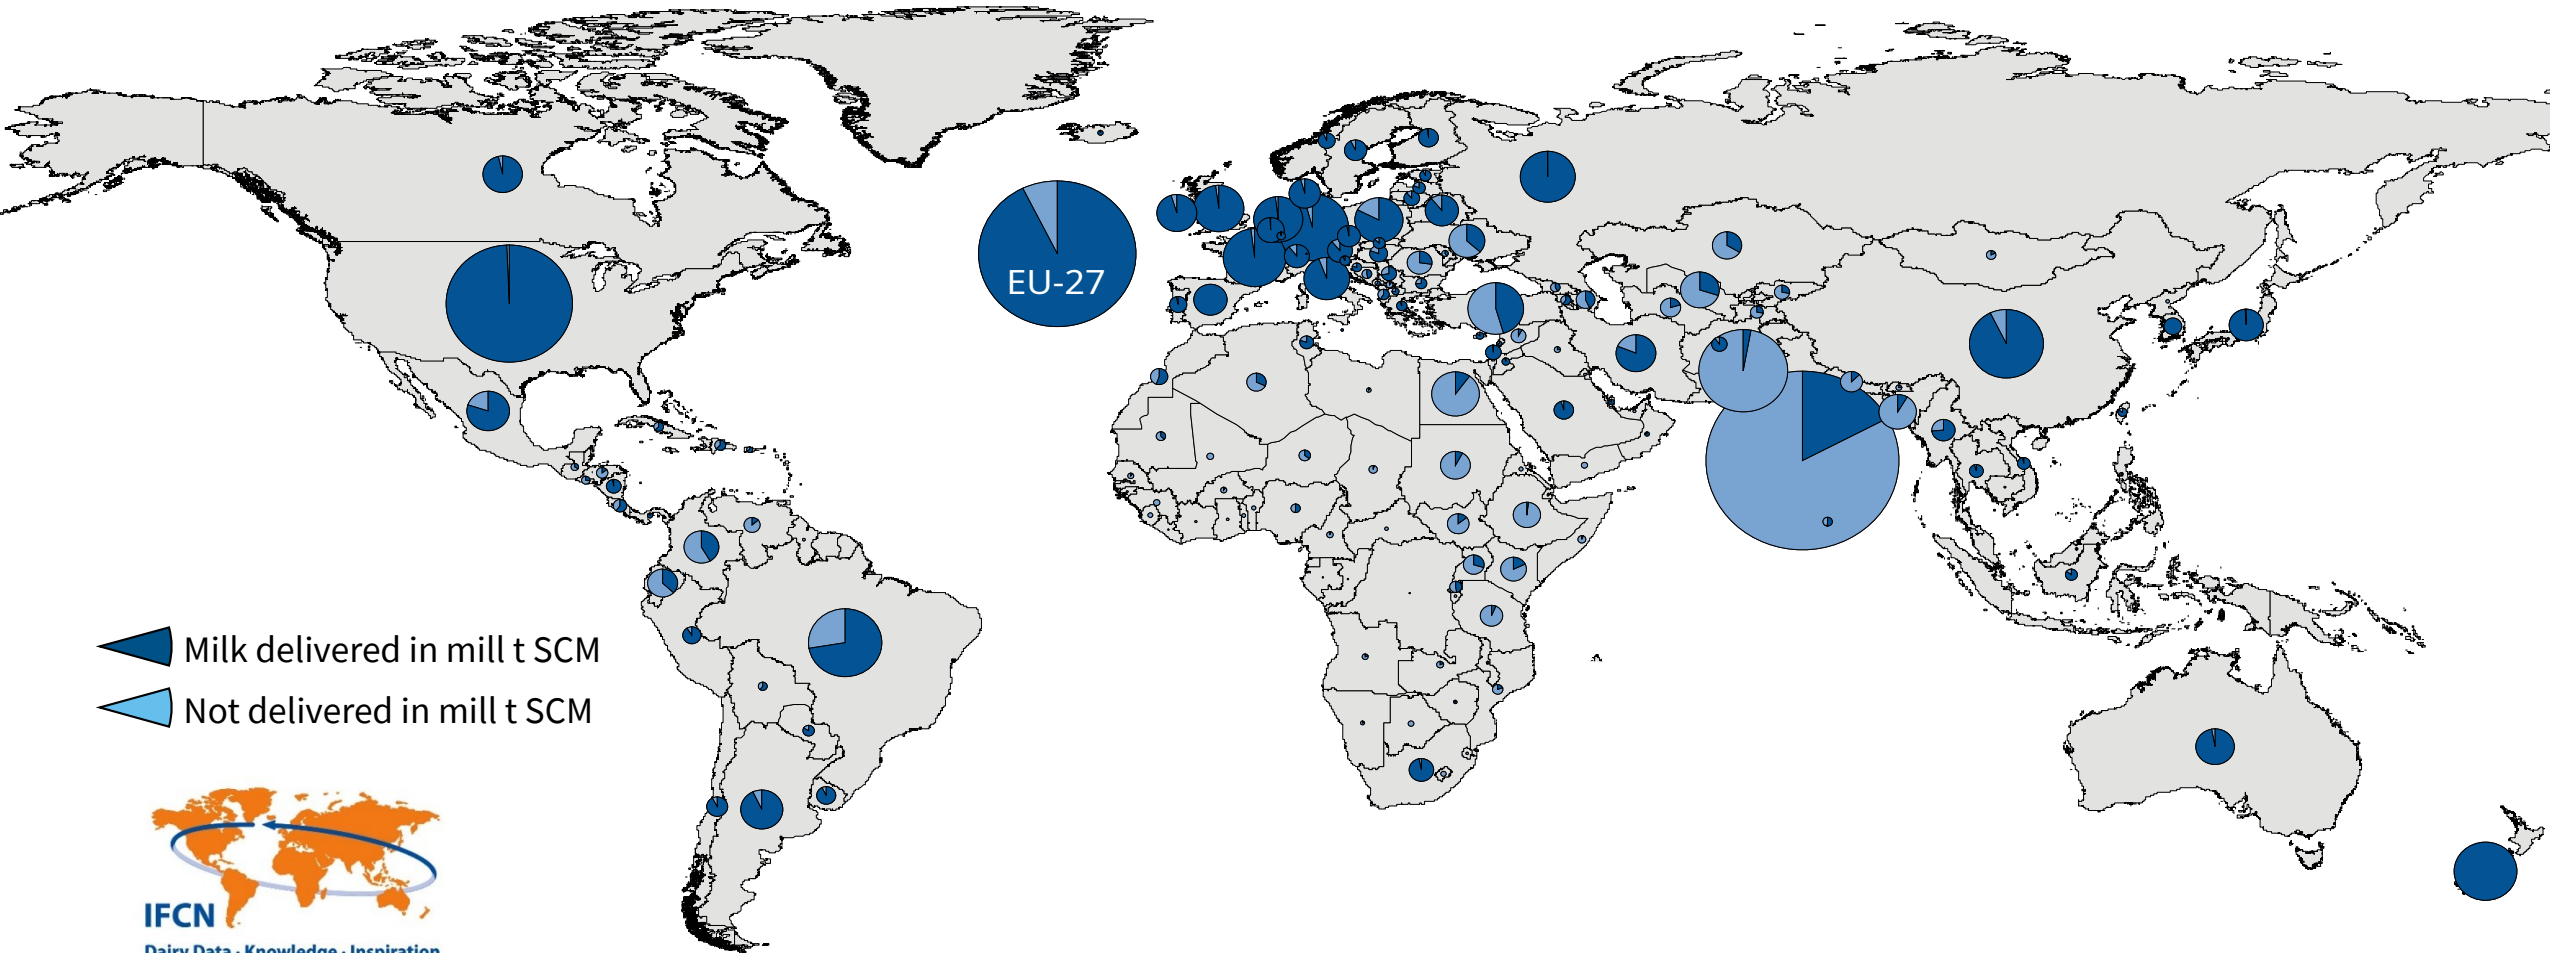 EU-27
Milk delivered in mill t SCM
Not delivered in mill t SCM
IFCN
Dairy Data · Knowledge · Inspiration